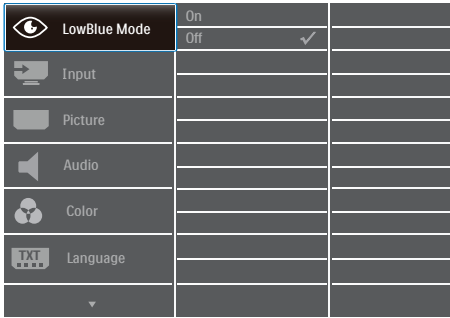 LowBlue Mode
On
Off
Input
Picture
Audio
Color
TXT
Language